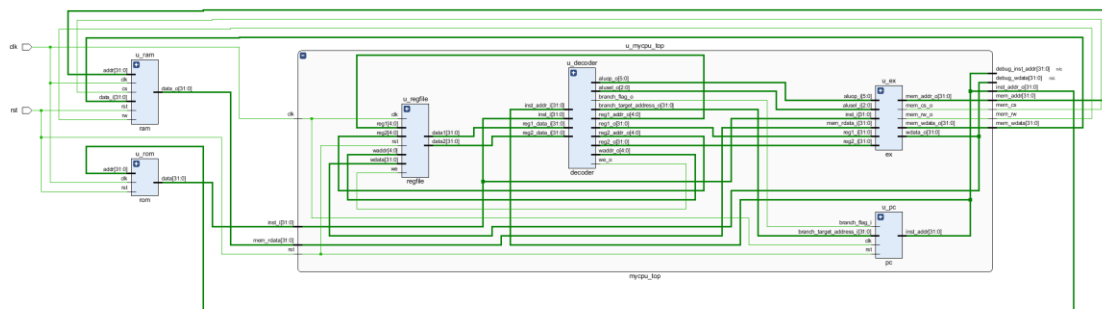 clk
rst
u_ram
addr[31:0]
clk
cs
data_i[31:0]
rst
rw
data_o[31:0]
ram
u_rom
addr[31:0]
clk
rst
data[31:0]
rom
u_mycpu_top
clk
inst_i[31:0]
mem_rdata[31:0]
rst
u_regfile
clk
reg1[4:0]
reg2[4:0]
rst
waddr[4:0]
wdata[31:0]
we
data1[31:0]
data2[31:0]
regfile
u_decoder
inst_addr_i[31:0]
inst_i[31:0]
reg1_data_i[31:0]
reg2_data_i[31:0]
aluop_o[5:0]
alusel_o[2:0]
branch_flag_o
branch_target_address_o[31:0]
reg1_addr_o[4:0]
reg1_o[31:0]
reg2_addr_o[4:0]
reg2_o[31:0]
waddr_o[4:0]
we_o
decoder
u_ex
aluop_i[5:0]
alusel_i[2:0]
inst_i[31:0]
mem_rdata_i[31:0]
reg1_i[31:0]
reg2_i[31:0]
mem_addr_o[31:0]
mem_cs_o
mem_rw_o
mem_wdata_o[31:0]
wdata_o[31:0]
ex
u_pc
branch_flag_i
branch_target_address_i[31:0]
clk
rst
inst_addr[31:0]
pc
debug_inst_addr[31:0]
debug_wdata[31:0]
inst_addr_o[31:0]
mem_addr[31:0]
mem_cs
mem_rw
mem_wdata[31:0]
mycpu_top